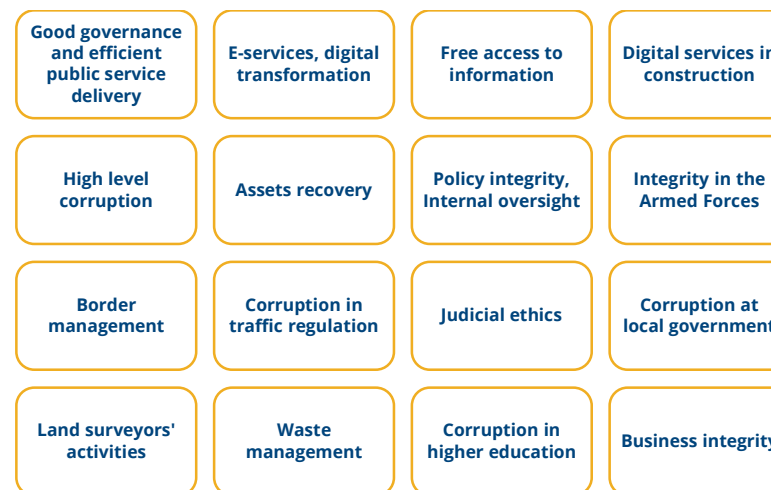 Good governance
and efficient
public service
delivery
E-services, digital
transformation
Free access to
information
Digital services in
construction
High level
corruption
Assets recovery
Policy integrity,
Internal oversight
Integrity in the
Armed Forces
Border
management
Corruption in
traffic regulation
Judicial ethics
Corruption at
local government
Land surveyors'
activities
Waste
management
Corruption in
higher education
Business integrity